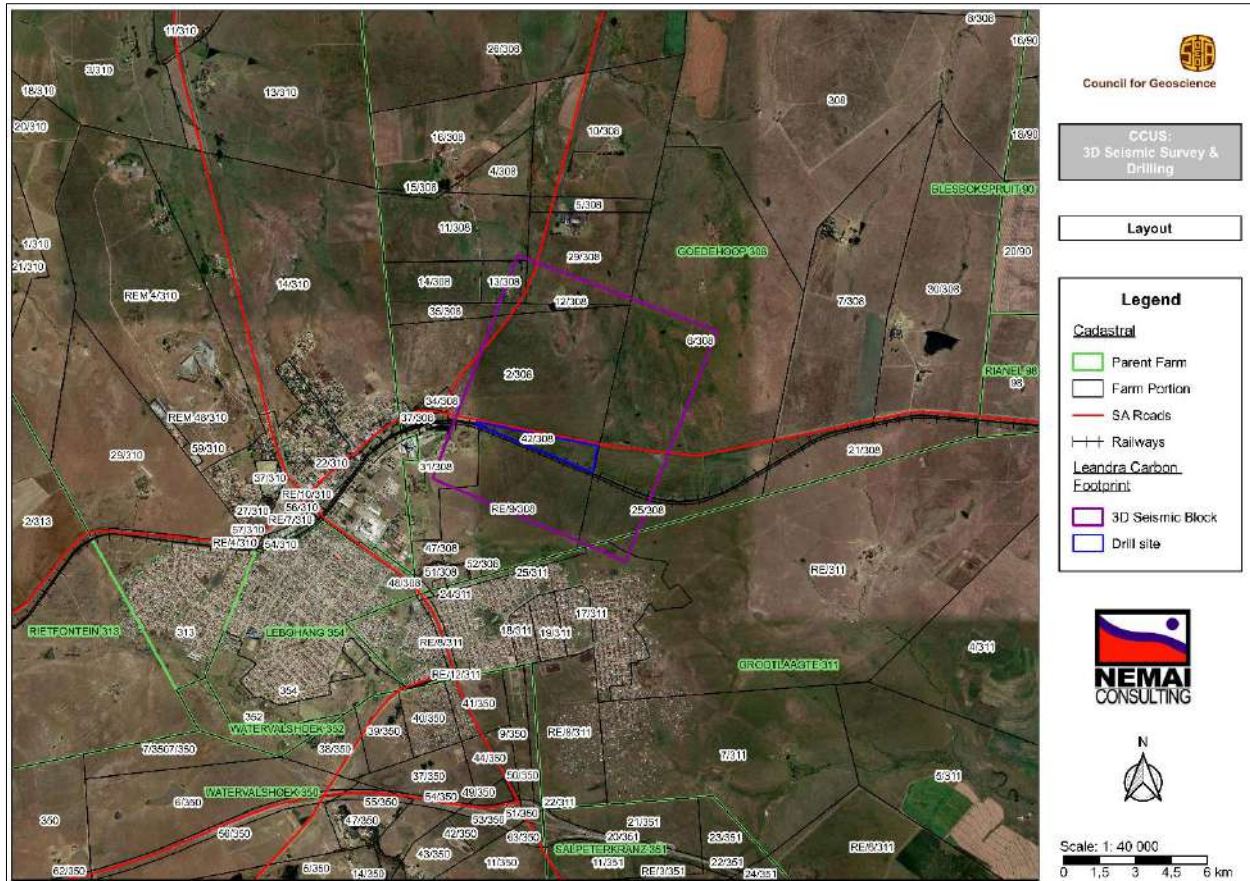 11/310
3/310
18/310
20/310
13/310
26/308
6/308
16/90
308
18/90
10/308
16/308
4/308
15/308
5/308
BLESBOKSPRUIT 90
11/308
1/310
21/310
29/308
GOEDEHOOP 308
20/90
14/310
REM 4/310
14/308
13/308
12/308
7/308
30/308
35/308
6/308
2/308
RIANEL 98
98
34/308
37/308
REM 48/310
59/310
42/308
21/308
29/310
22/310
31/308
37/310
RE/10/310
56/310
27/310
RE/7/310
RE/9/308
25/308
2/313
57/310
RE/4/310
54/310
47/308
51/308
52/308
25/311
RE/311
48/308
24/311
17/311
RIETFONTEIN 313
313
LEBOHANG 354
18/311
19/311
RE/8/311
4/311
GROOTLAAGTE 311
RE/12/311
354
352
41/350
40/350
WATERVALSHOEK 352
39/350
9/350
RE/8/311
38/350
44/350
7/311
37/350
50/350
5/311
WATERVALSHOEK 350
6/350
54/350
49/350
55/350
22/311
350
47/350
51/350
21/351
56/350
42/350
63/350
20/351
23/351
43/350
SALPETERKRANZ 351
RE/6/311
62/350
5/350
14/350
11/350
11/351
RE/3/351
22/351
24/351
Council for Geoscience
CCUS:
3D Seismic Survey &
Drilling
Layout
Legend
Cadastral
Parent Farm
Farm Portion
SA Roads
Railways
Leandra Carbon
Footprint
3D Seismic Block
Drill site
NEMAI
CONSULTING
N
Scale: 1: 40 000
0 1,5 3 4,5 6 km